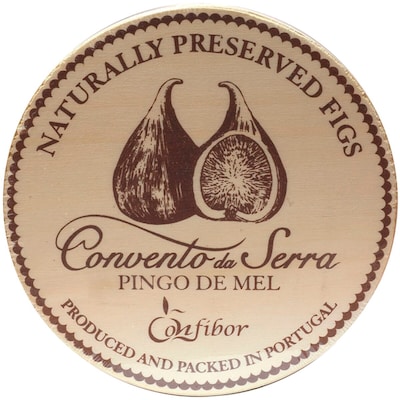 NATURALLY PRESERVED FIGS
Convento da Serra
PINGO DE MEL
Confibor
PRODUCED AND PACKED IN PORTUGAL